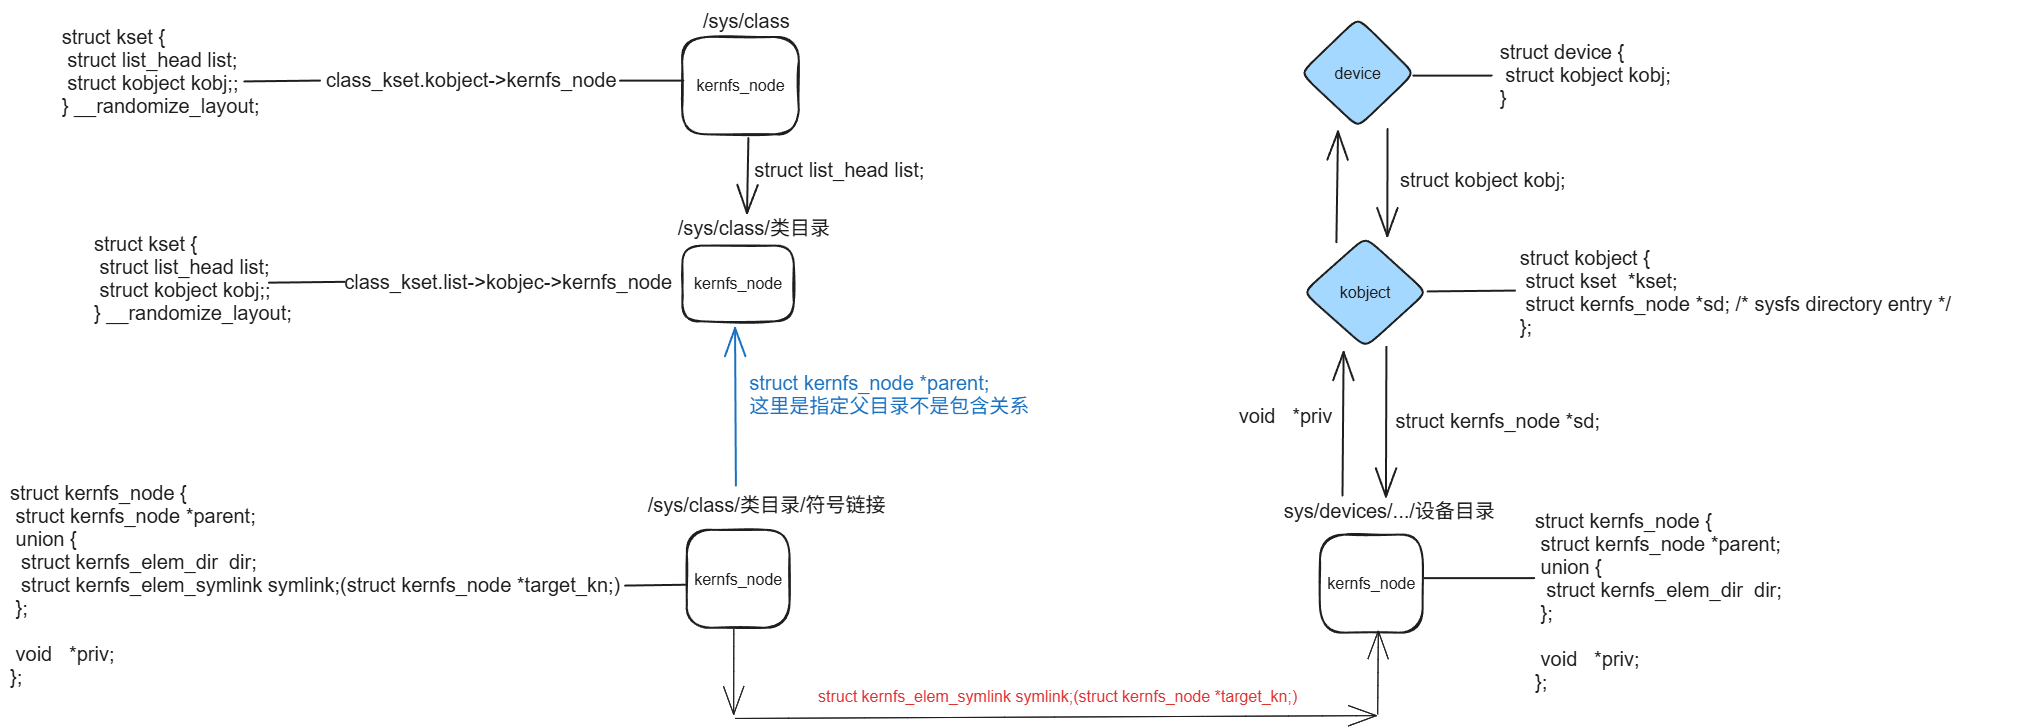 /sys/class
struct kset {
struct list_head list;
struct kobject kobj;;
} __randomize_layout;
class_kset.kobject->kernfs_node
kernfs_node
struct list_head list;
/sys/class/类目录
struct kset {
struct list_head list;
struct kobject kobj;;
} __randomize_layout;
class_kset.list->kobjec->kernfs_node
kernfs_node
struct kernfs_node *parent;
这里是指定父目录不是包含关系
/sys/class/类目录/符号链接
struct kernfs_node {
struct kernfs_node *parent;
union {
struct kernfs_elem_dir  dir;
struct kernfs_elem_symlink symlink;(struct kernfs_node *target_kn;)
};
void   *priv;
};
kernfs_node
struct kernfs_elem_symlink symlink;(struct kernfs_node *target_kn;)
device
struct device {
struct kobject kobj;
}
struct kobject kobj;
kobject
struct kobject {
struct kset  *kset;
struct kernfs_node *sd; /* sysfs directory entry */
};
void   *priv
struct kernfs_node *sd;
sys/devices/.../设备目录
kernfs_node
struct kernfs_node {
struct kernfs_node *parent;
union {
struct kernfs_elem_dir  dir;
};
void   *priv;
};